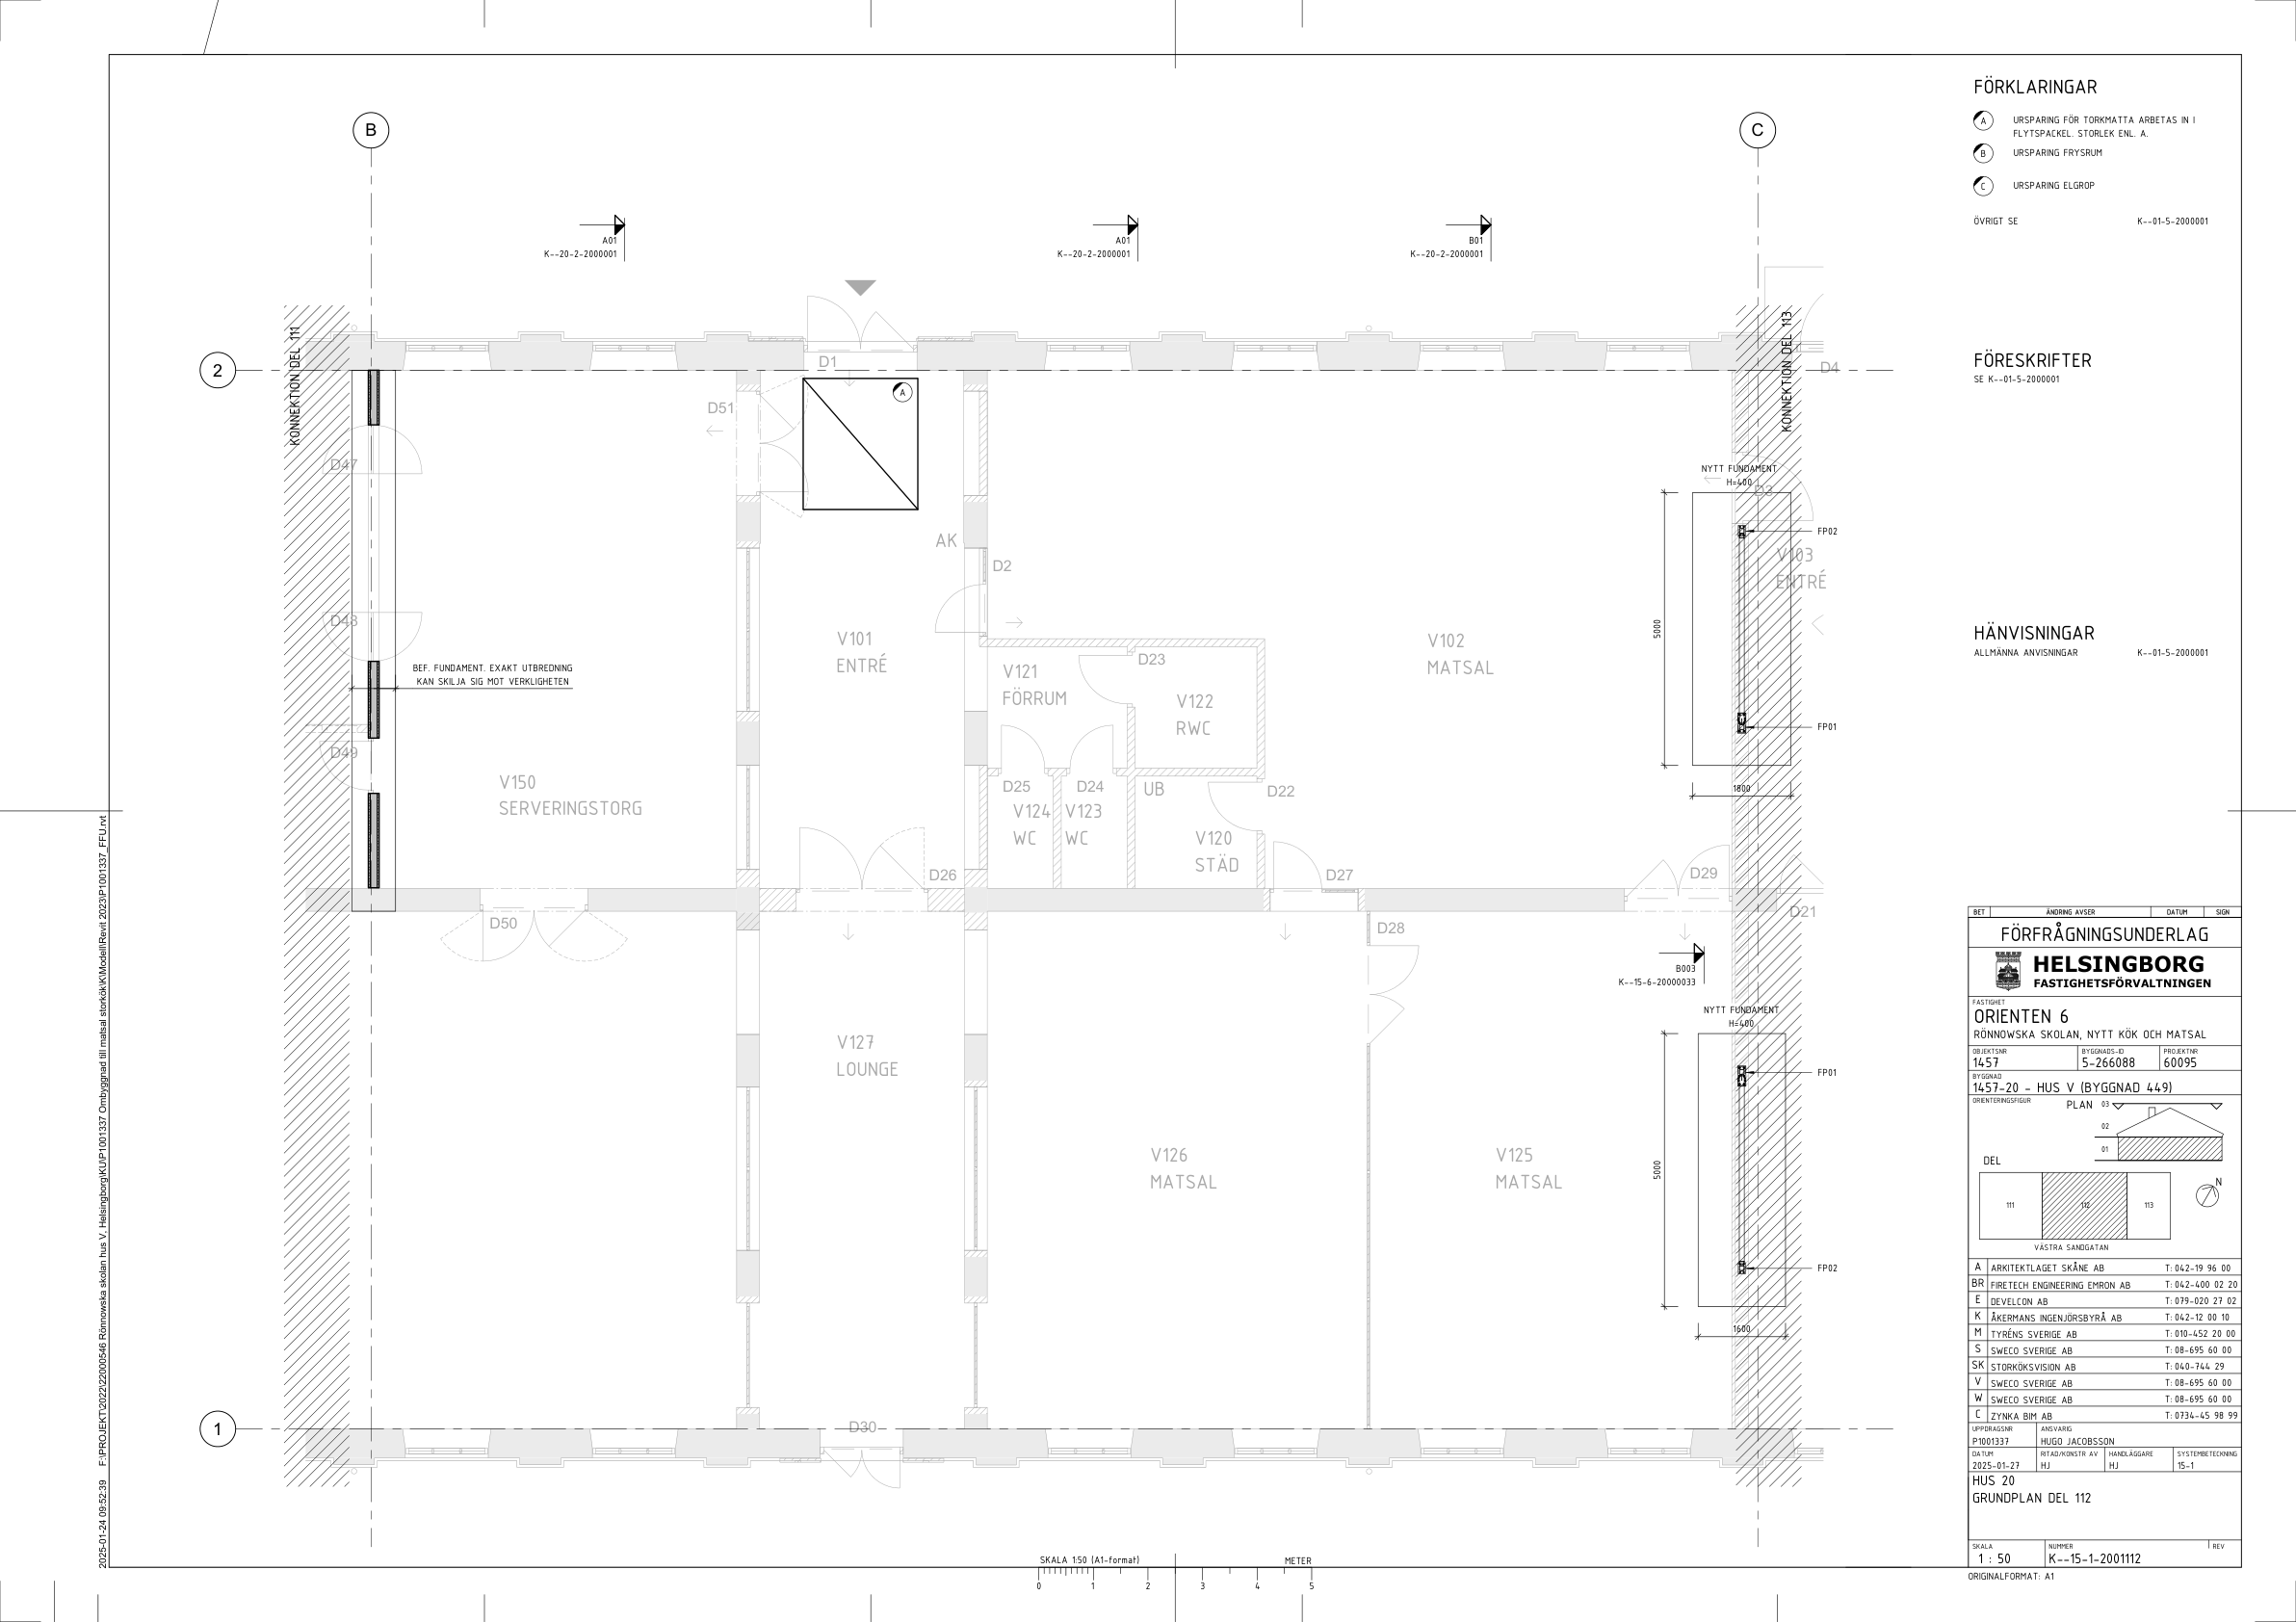 B
C
2
1
A01
K--20-2-2000001
A01
K--20-2-2000001
B01
K--20-2-2000001
KONNEKTION DEL 111
KONNEKTION DEL 113
D1
D4
A
D51
D47
NYTT FUNDAMENT
H=400
D3
FP02
AK
D2
V103
ENTRÉ
D48
5000
V101
ENTRÉ
V102
MATSAL
BEF. FUNDAMENT. EXAKT UTBREDNING
KAN SKILJA SIG MOT VERKLIGHETEN
D23
V121
FÖRRUM
V122
RWC
FP01
D49
V150
SERVERINGSTORG
D25
D24
UB
D22
1800
V124
WC
V123
WC
V120
STÄD
D26
D27
D29
D50
D28
D21
B003
K--15-6-20000033
NYTT FUNDAMENT
H=400
V127
LOUNGE
FP01
V126
MATSAL
V125
MATSAL
5000
FP02
1600
D30
SKALA 1:50 (A1-format)
METER
0 1 2 3 4 5
2025-01-24 09:52:39 F:\PROJEKT\2022\22000546 Rönnowska skolan hus V, Helsingborg\KU\P1001337 Ombyggnad till matsal storkök\K\Modell\Revit 2023\P1001337_FFU.rvt
FÖRKLARINGAR
A URSPARING FÖR TORKMATTA ARBETAS IN I
FLYTSPACKEL. STORLEK ENL. A.
B URSPARING FRYSRUM
C URSPARING ELGROP
ÖVRIGT SE K--01-5-2000001
FÖRESKRIFTER
SE K--01-5-2000001
HÄNVISNINGAR
ALLMÄNNA ANVISNINGAR K--01-5-2000001
BET ÄNDRING AVSER DATUM SIGN
FÖRFRÅGNINGSUNDERLAG
HELSINGBORG
FASTIGHETSFÖRVALTNINGEN
FASTIGHET
ORIENTEN 6
RÖNNOWSKA SKOLAN, NYTT KÖK OCH MATSAL
OBJEKTSNR BYGGNADS-ID PROJEKTNR
1457 5-266088 60095
BYGGNAD
1457-20 - HUS V (BYGGNAD 449)
ORIENTERINGSFIGUR
PLAN 03
02
01
DEL
N
111 112 113
VÄSTRA SANDGATAN
A ARKITEKTLAGET SKÅNE AB T: 042-19 96 00
BR FIRETECH ENGINEERING EMRON AB T: 042-400 02 20
E DEVELCON AB T: 079-020 27 02
K ÅKERMANS INGENJÖRSBYRÅ AB T: 042-12 00 10
M TYRÉNS SVERIGE AB T: 010-452 20 00
S SWECO SVERIGE AB T: 08-695 60 00
SK STORKÖKSVISION AB T: 040-744 29
V SWECO SVERIGE AB T: 08-695 60 00
W SWECO SVERIGE AB T: 08-695 60 00
C ZYNKA BIM AB T: 0734-45 98 99
UPPDRAGSNR ANSVARIG
P1001337 HUGO JACOBSSON
DATUM RITAD/KONSTR AV HANDLÄGGARE SYSTEMBETECKNING
2025-01-27 HJ HJ 15-1
HUS 20
GRUNDPLAN DEL 112
SKALA NUMMER REV
1 : 50 K--15-1-2001112
ORIGINALFORMAT: A1